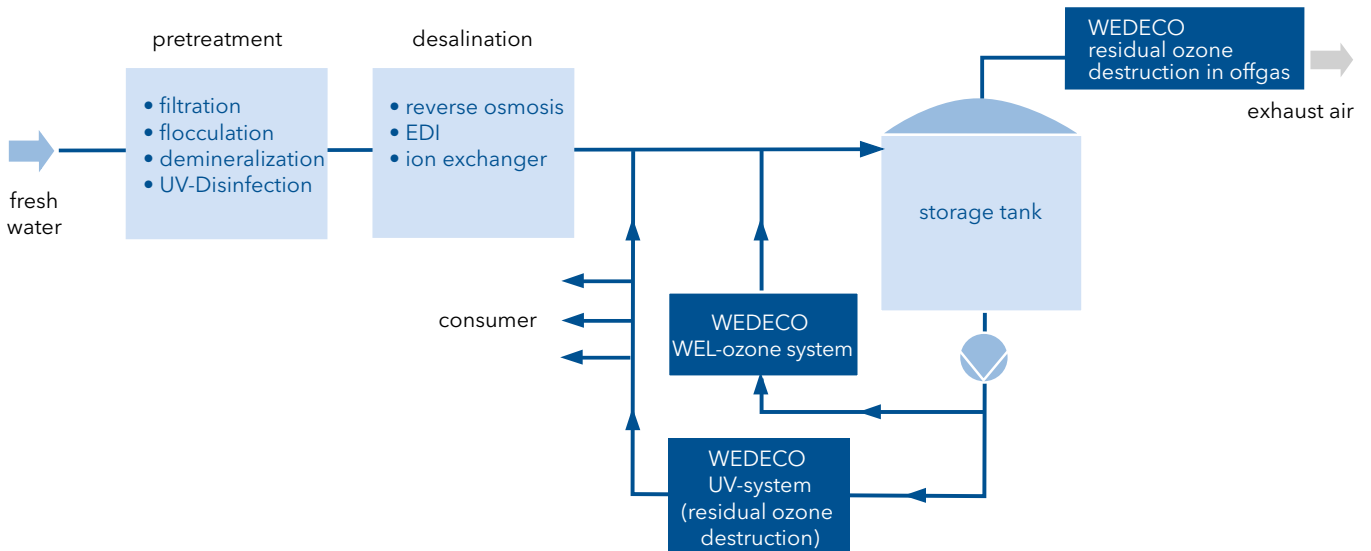 pretreatment
• filtration
• flocculation
• demineralization
• UV-Disinfection
desalination
• reverse osmosis
• EDI
• ion exchanger
WEDECO
residual ozone
destruction in offgas
exhaust air
fresh
water
storage tank
consumer
WEDECO
WEL-ozone system
WEDECO
UV-system
(residual ozone
destruction)